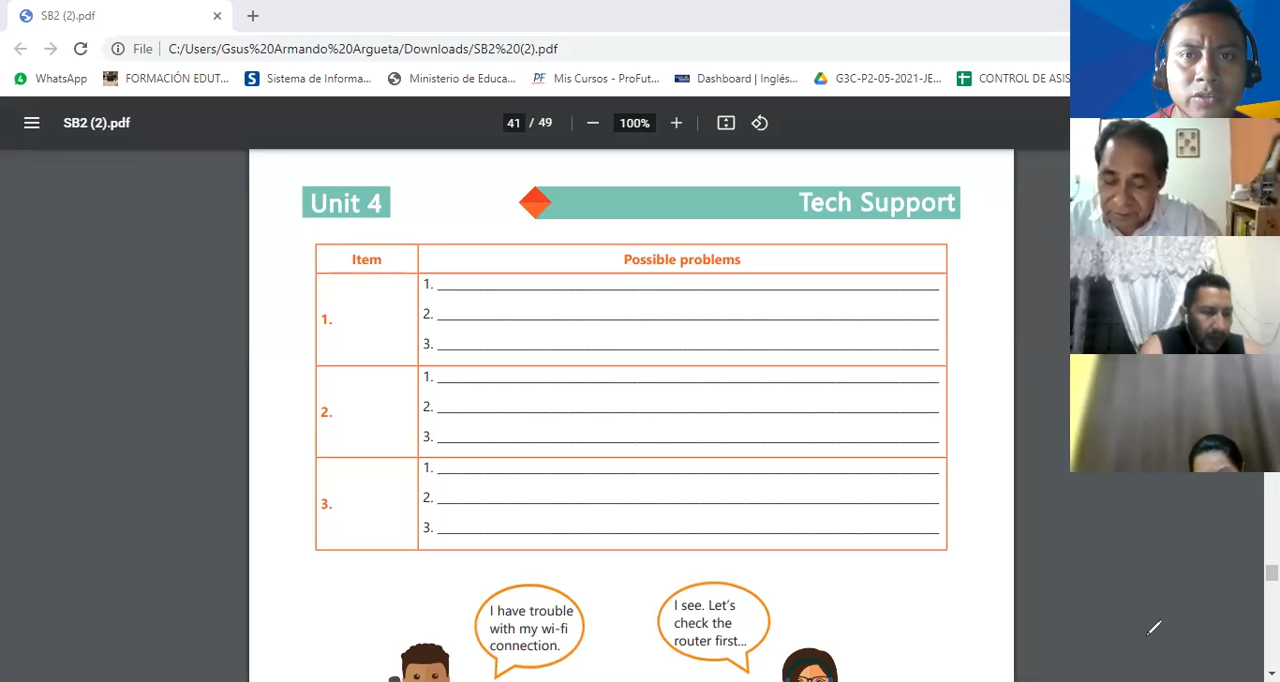 SB2 (2).pdf
File C:/Users/Gsus%20Armando%20Argueta/Downloads/SB2%20(2).pdf
WhatsApp FORMACIÓN EDUT... Sistema de Informa... Ministerio de Educa... Mis Cursos - ProFut... Dashboard | Inglés... G3C-P2-05-2021-JE... CONTROL DE ASIS
SB2 (2).pdf 41 / 49 100%
Unit 4 Tech Support
Item Possible problems
1.
1.
2.
3.
2.
1.
2.
3.
3.
1.
2.
3.
I have trouble
with my wi-fi
connection.
I see. Let's
check the
router first...